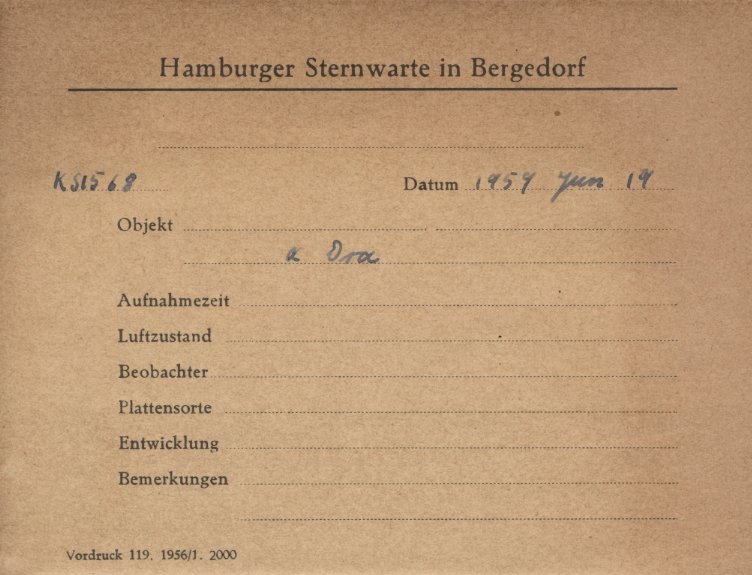 Hamburger Sternwarte in Bergedorf
KS1568 Datum 1959 Jun 19
Objekt
α Dra
Aufnahmezeit
Luftzustand
Beobachter
Plattensorte
Entwicklung
Bemerkungen
Vordruck 119. 1956/1. 2000